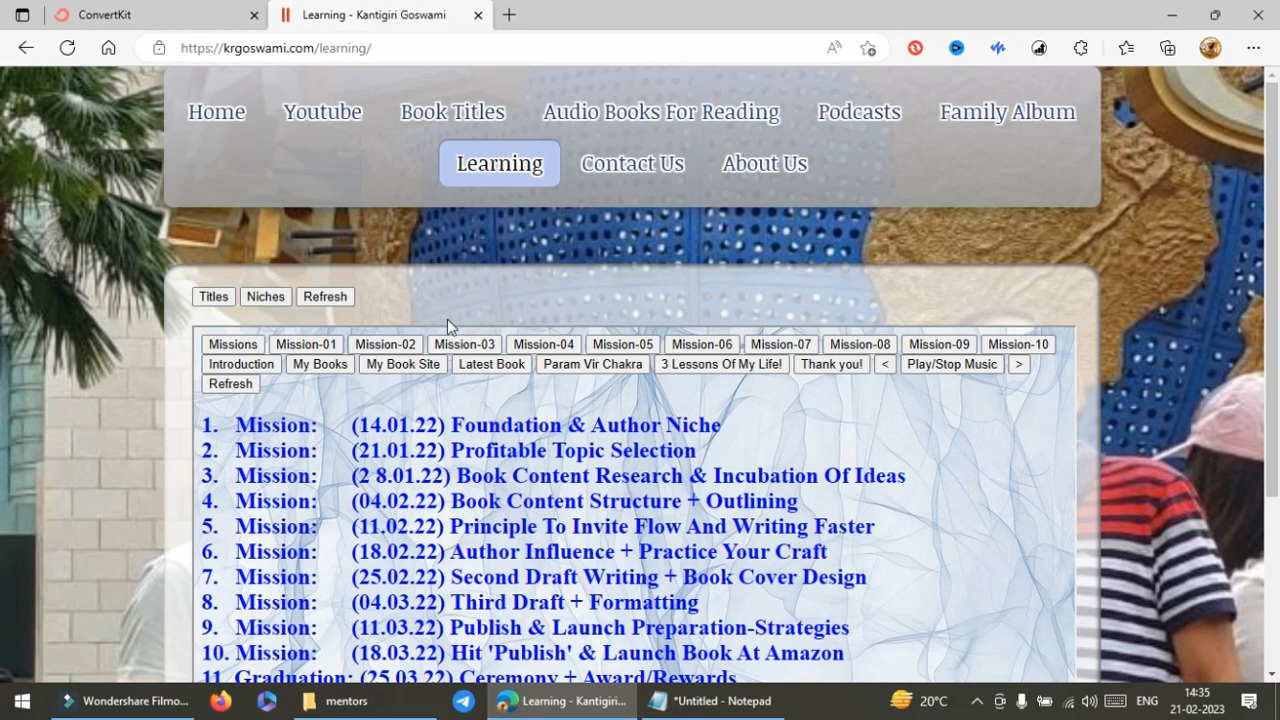 ConvertKit
Learning - Kantigiri Goswami
https://krgoswami.com/learning/
Home Youtube Book Titles Audio Books For Reading Podcasts Family Album
Learning Contact Us About Us
Titles Niches Refresh
Missions Mission-01 Mission-02 Mission-03 Mission-04 Mission-05 Mission-06 Mission-07 Mission-08 Mission-09 Mission-10
Introduction My Books My Book Site Latest Book Param Vir Chakra 3 Lessons Of My Life! Thank you! < Play/Stop Music >
Refresh
1. Mission: (14.01.22) Foundation & Author Niche
2. Mission: (21.01.22) Profitable Topic Selection
3. Mission: (2 8.01.22) Book Content Research & Incubation Of Ideas
4. Mission: (04.02.22) Book Content Structure + Outlining
5. Mission: (11.02.22) Principle To Invite Flow And Writing Faster
6. Mission: (18.02.22) Author Influence + Practice Your Craft
7. Mission: (25.02.22) Second Draft Writing + Book Cover Design
8. Mission: (04.03.22) Third Draft + Formatting
9. Mission: (11.03.22) Publish & Launch Preparation-Strategies
10. Mission: (18.03.22) Hit 'Publish' & Launch Book At Amazon
11. Graduation: (25.03.22) Ceremony + Award/Rewards
Wondershare Filmo... mentors Learning - Kantigiri... *Untitled - Notepad 20°C ENG 14:35
21-02-2023